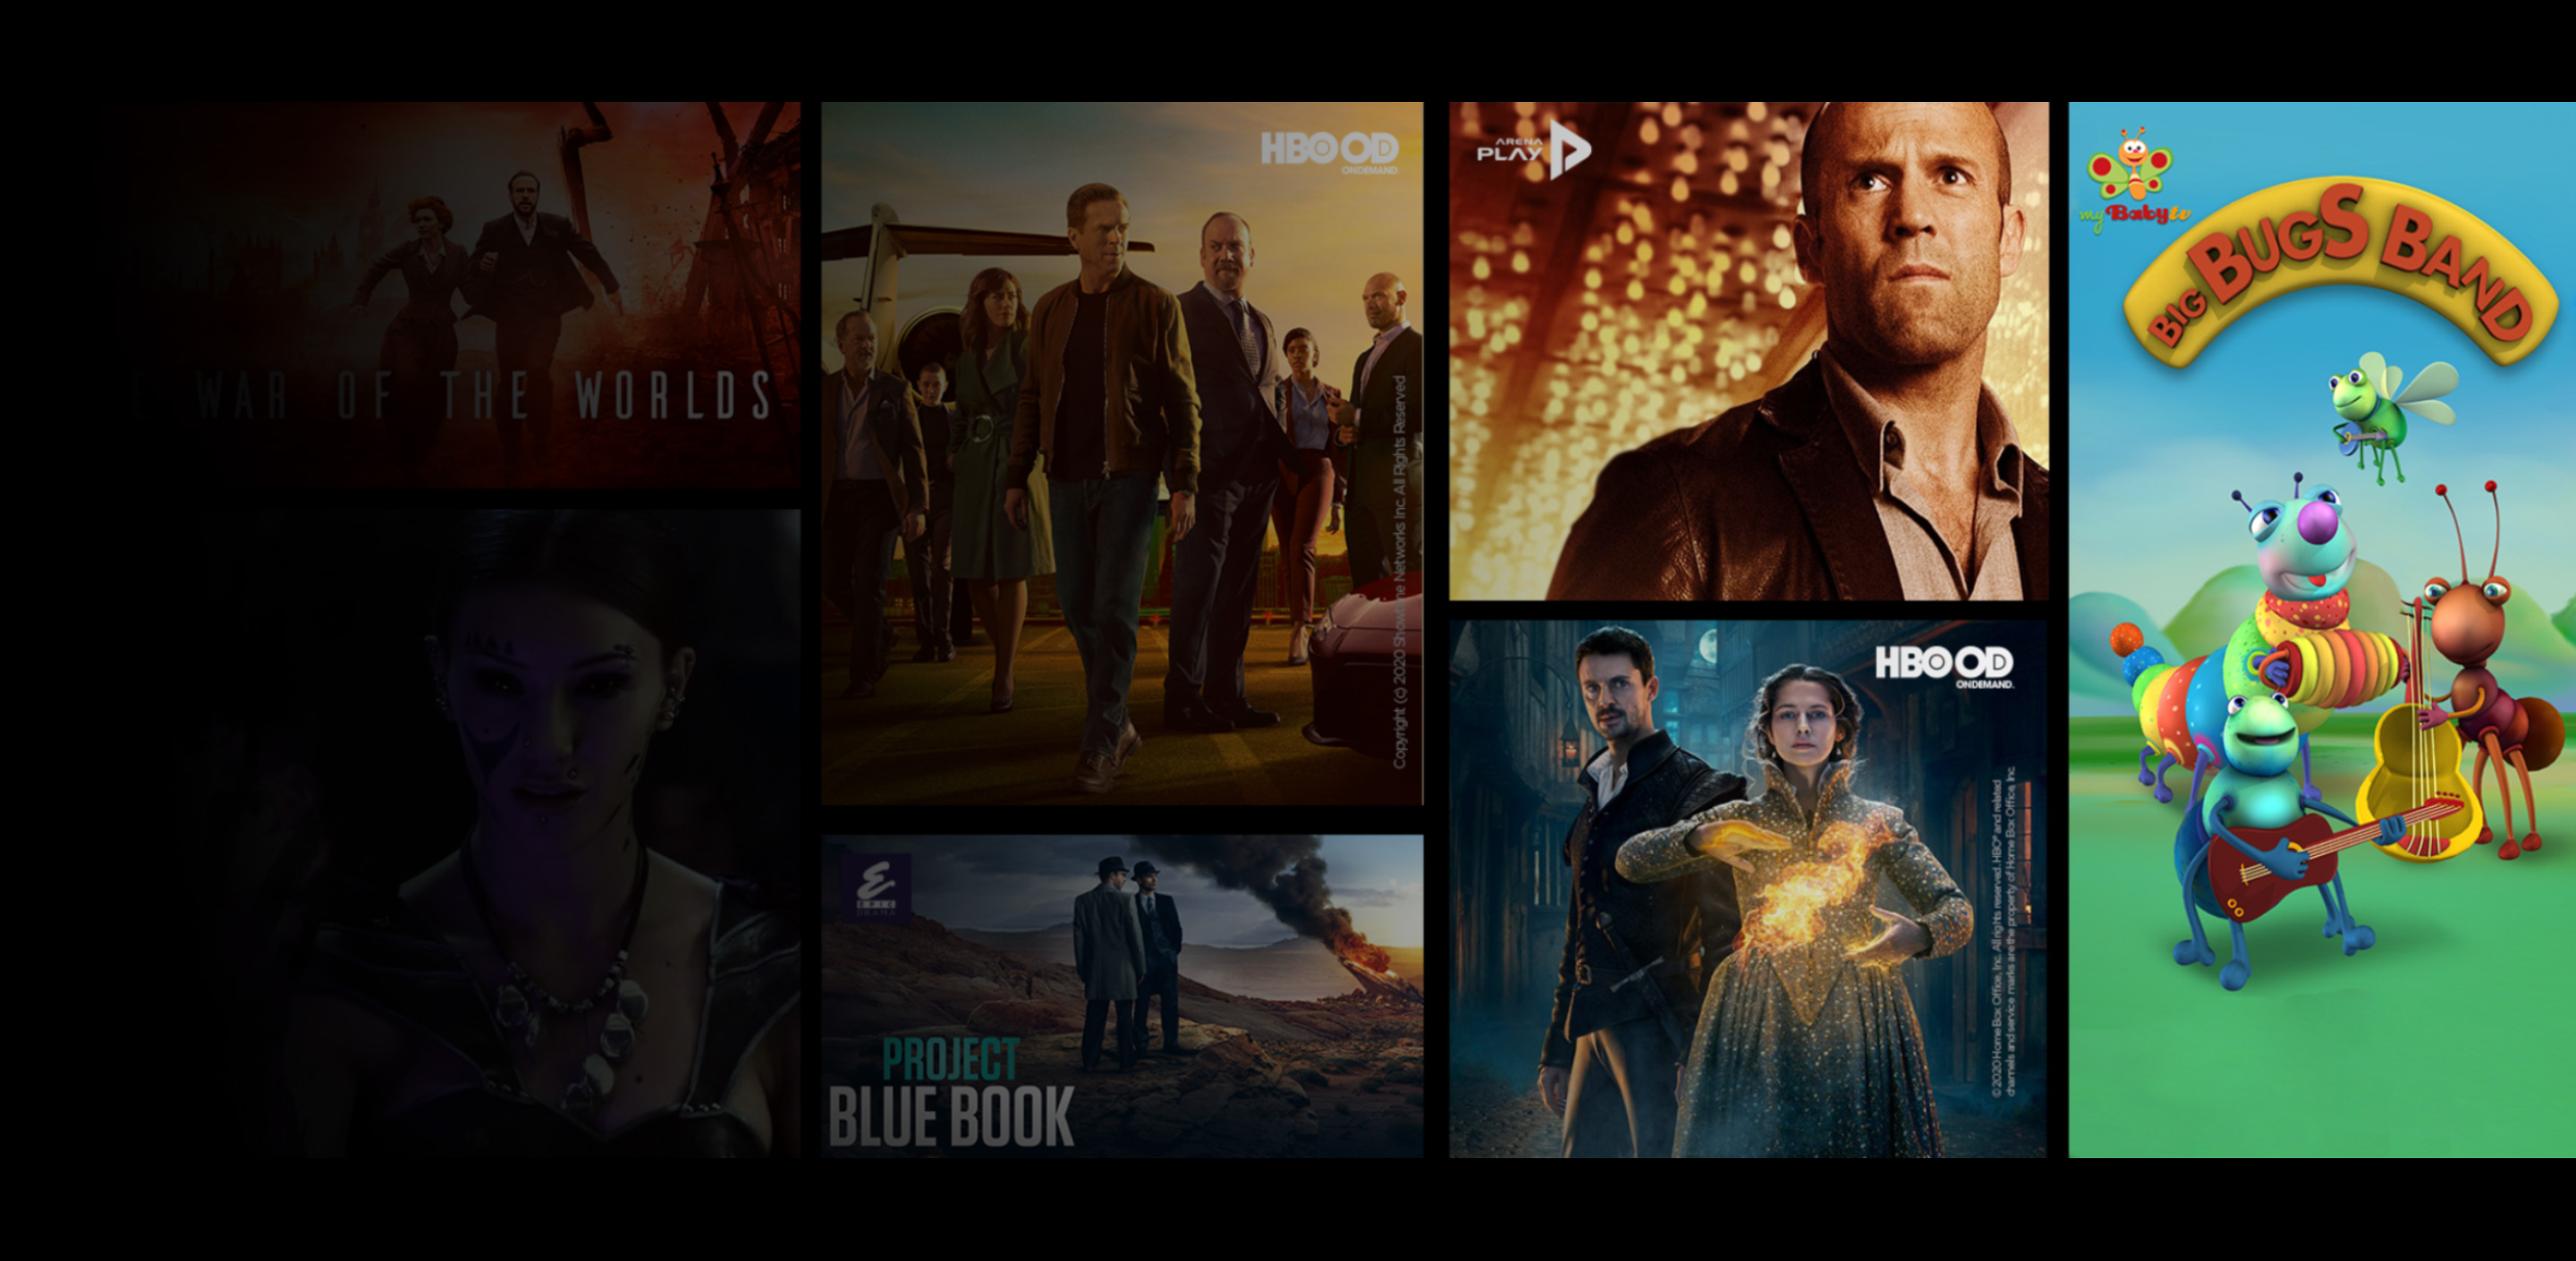 E WAR OF THE WORLDS
HBO OD
ONDEMAND.
Copyright (c) 2020 Showtime Networks Inc. All Rights Reserved
EPIC
DRAMA
PROJECT
BLUE BOOK
ARENA
PLAY
HBO OD
ONDEMAND.
© 2020 Home Box Office, Inc. All rights reserved. HBO® and related
channels and service marks are the property of Home Box Office, Inc.
my Baby tv
BIG BUGS BAND